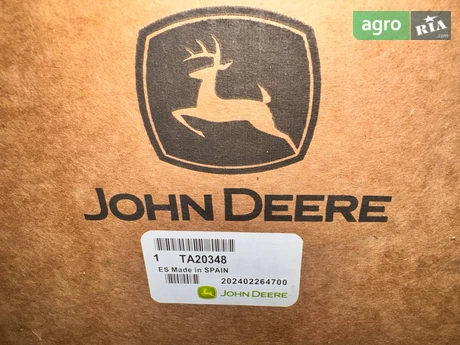 agro
RIA
.com
JOHN DEERE
1 TA20348
ES Made in SPAIN
202402264700
JOHN DEERE